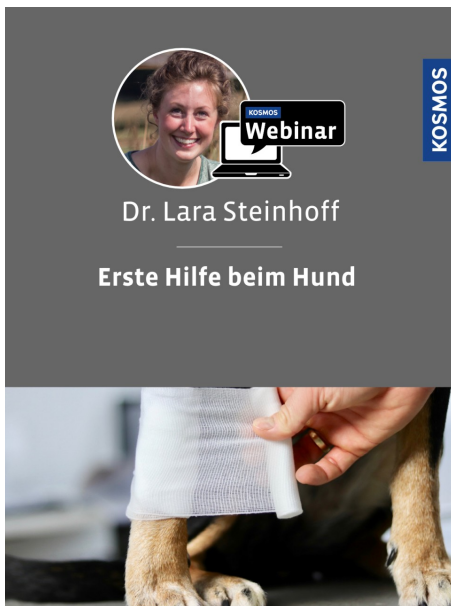 KOSMOS
KOSMOS
Webinar
Dr. Lara Steinhoff
Erste Hilfe beim Hund